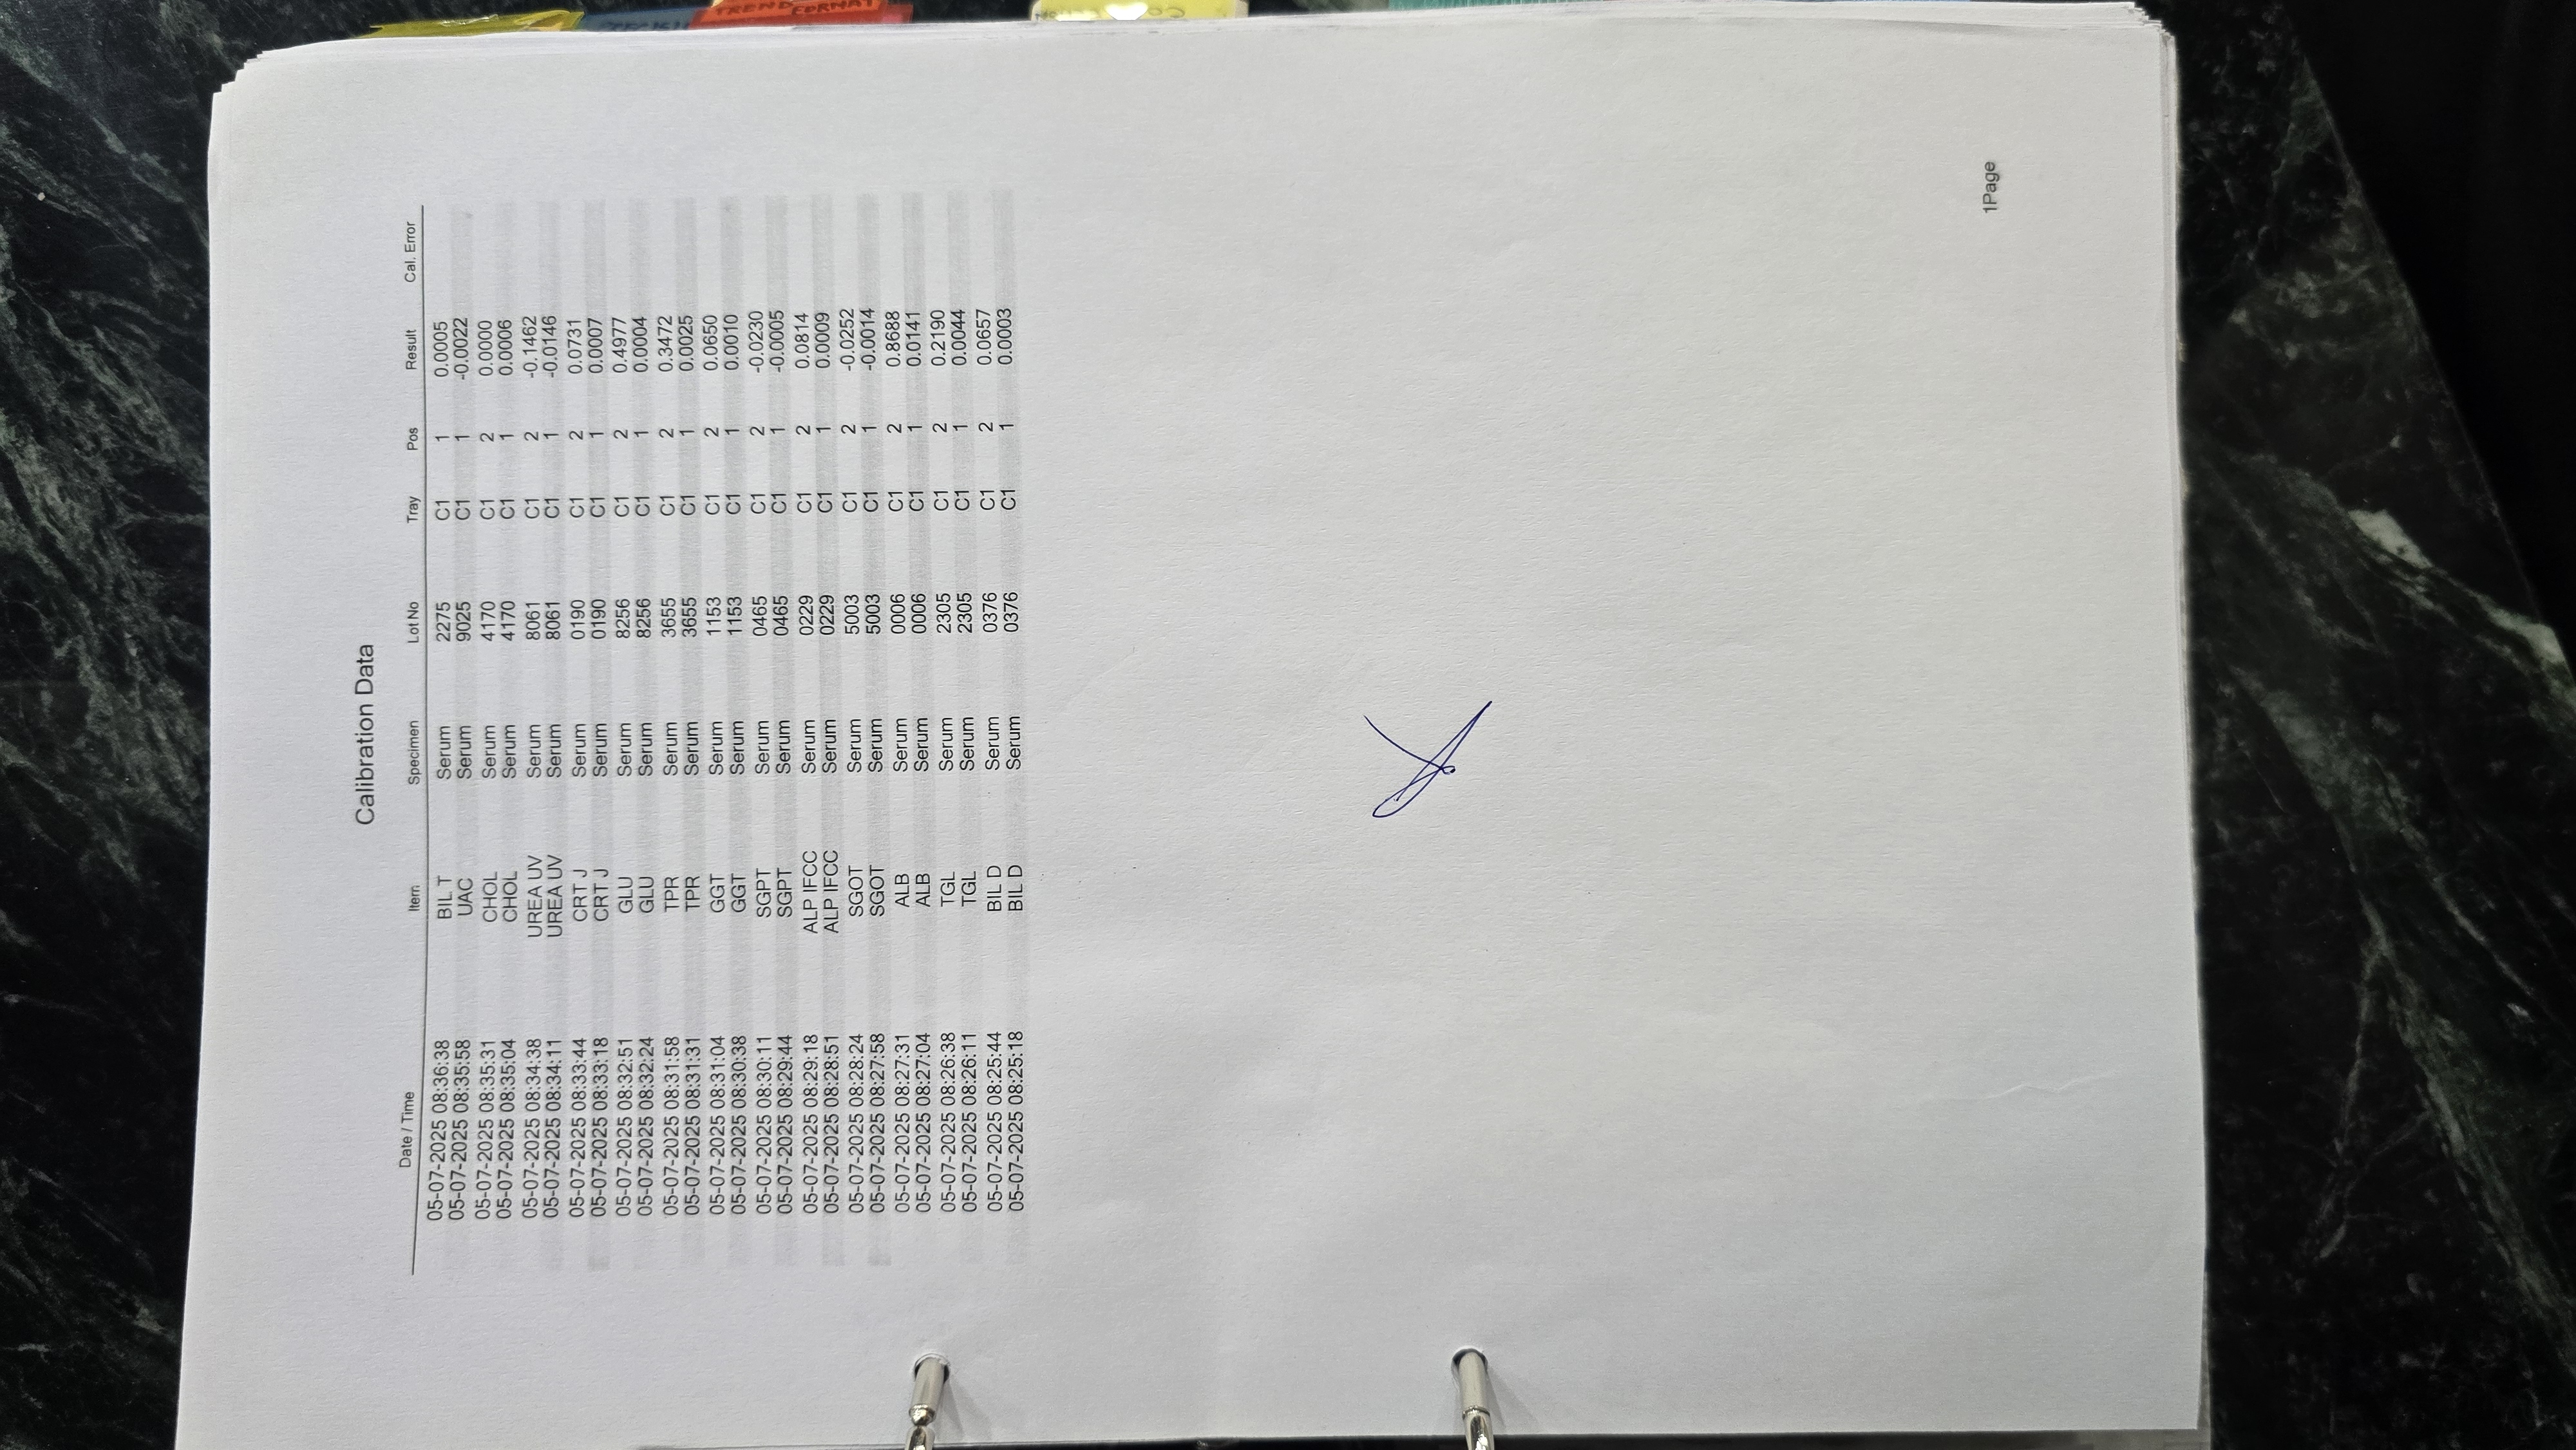 Calibration Data
Date / Time Item Specimen Lot No Tray Pos Result Cal. Error
05-07-2025 08:36:38 BIL T Serum 2275 C1 1 0.0005
05-07-2025 08:35:58 UAC Serum 9025 C1 1 -0.0022
05-07-2025 08:35:31 CHOL Serum 4170 C1 2 0.0000
05-07-2025 08:35:04 CHOL Serum 4170 C1 1 0.0006
05-07-2025 08:34:38 UREA UV Serum 8061 C1 2 -0.1462
05-07-2025 08:34:11 UREA UV Serum 8061 C1 1 -0.0146
05-07-2025 08:33:44 CRT J Serum 0190 C1 2 0.0731
05-07-2025 08:33:18 CRT J Serum 0190 C1 1 0.0007
05-07-2025 08:32:51 GLU Serum 8256 C1 2 0.4977
05-07-2025 08:32:24 GLU Serum 8256 C1 1 0.0004
05-07-2025 08:31:58 TPR Serum 3655 C1 2 0.3472
05-07-2025 08:31:31 TPR Serum 3655 C1 1 0.0025
05-07-2025 08:31:04 GGT Serum 1153 C1 2 0.0650
05-07-2025 08:30:38 GGT Serum 1153 C1 1 0.0010
05-07-2025 08:30:11 SGPT Serum 0465 C1 2 -0.0230
05-07-2025 08:29:44 SGPT Serum 0465 C1 1 -0.0005
05-07-2025 08:29:18 ALP IFCC Serum 0229 C1 2 0.0814
05-07-2025 08:28:51 ALP IFCC Serum 0229 C1 1 0.0009
05-07-2025 08:28:24 SGOT Serum 5003 C1 2 -0.0252
05-07-2025 08:27:58 SGOT Serum 5003 C1 1 -0.0014
05-07-2025 08:27:31 ALB Serum 0006 C1 2 0.8688
05-07-2025 08:27:04 ALB Serum 0006 C1 1 0.0141
05-07-2025 08:26:38 TGL Serum 2305 C1 2 0.2190
05-07-2025 08:26:11 TGL Serum 2305 C1 1 0.0044
05-07-2025 08:25:44 BIL D Serum 0376 C1 2 0.0657
05-07-2025 08:25:18 BIL D Serum 0376 C1 1 0.0003
1Page